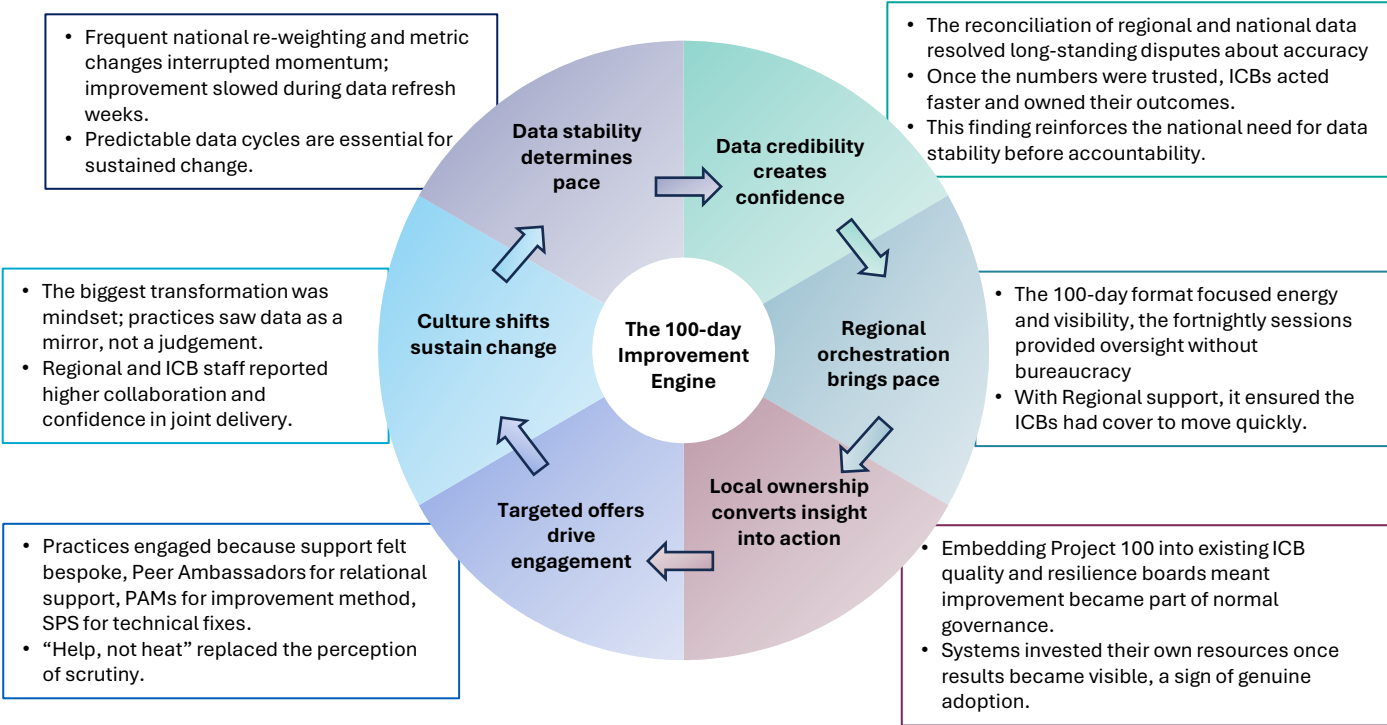 • Frequent national re-weighting and metric
changes interrupted momentum;
improvement slowed during data refresh
weeks.
• Predictable data cycles are essential for
sustained change.
• The reconciliation of regional and national data
resolved long-standing disputes about accuracy
• Once the numbers were trusted, ICBs acted
faster and owned their outcomes.
• This finding reinforces the national need for data
stability before accountability.
Data stability
determines
pace
Data credibility
creates
confidence
• The biggest transformation was
mindset; practices saw data as a
mirror, not a judgement.
• Regional and ICB staff reported
higher collaboration and
confidence in joint delivery.
Culture shifts
sustain change
The 100-day
Improvement
Engine
Regional
orchestration
brings pace
• The 100-day format focused energy
and visibility, the fortnightly sessions
provided oversight without
bureaucracy
• With Regional support, it ensured the
ICBs had cover to move quickly.
Targeted offers
drive
engagement
Local ownership
converts insight
into action
• Practices engaged because support felt
bespoke, Peer Ambassadors for relational
support, PAMs for improvement method,
SPS for technical fixes.
• “Help, not heat” replaced the perception
of scrutiny.
• Embedding Project 100 into existing ICB
quality and resilience boards meant
improvement became part of normal
governance.
• Systems invested their own resources once
results became visible, a sign of genuine
adoption.